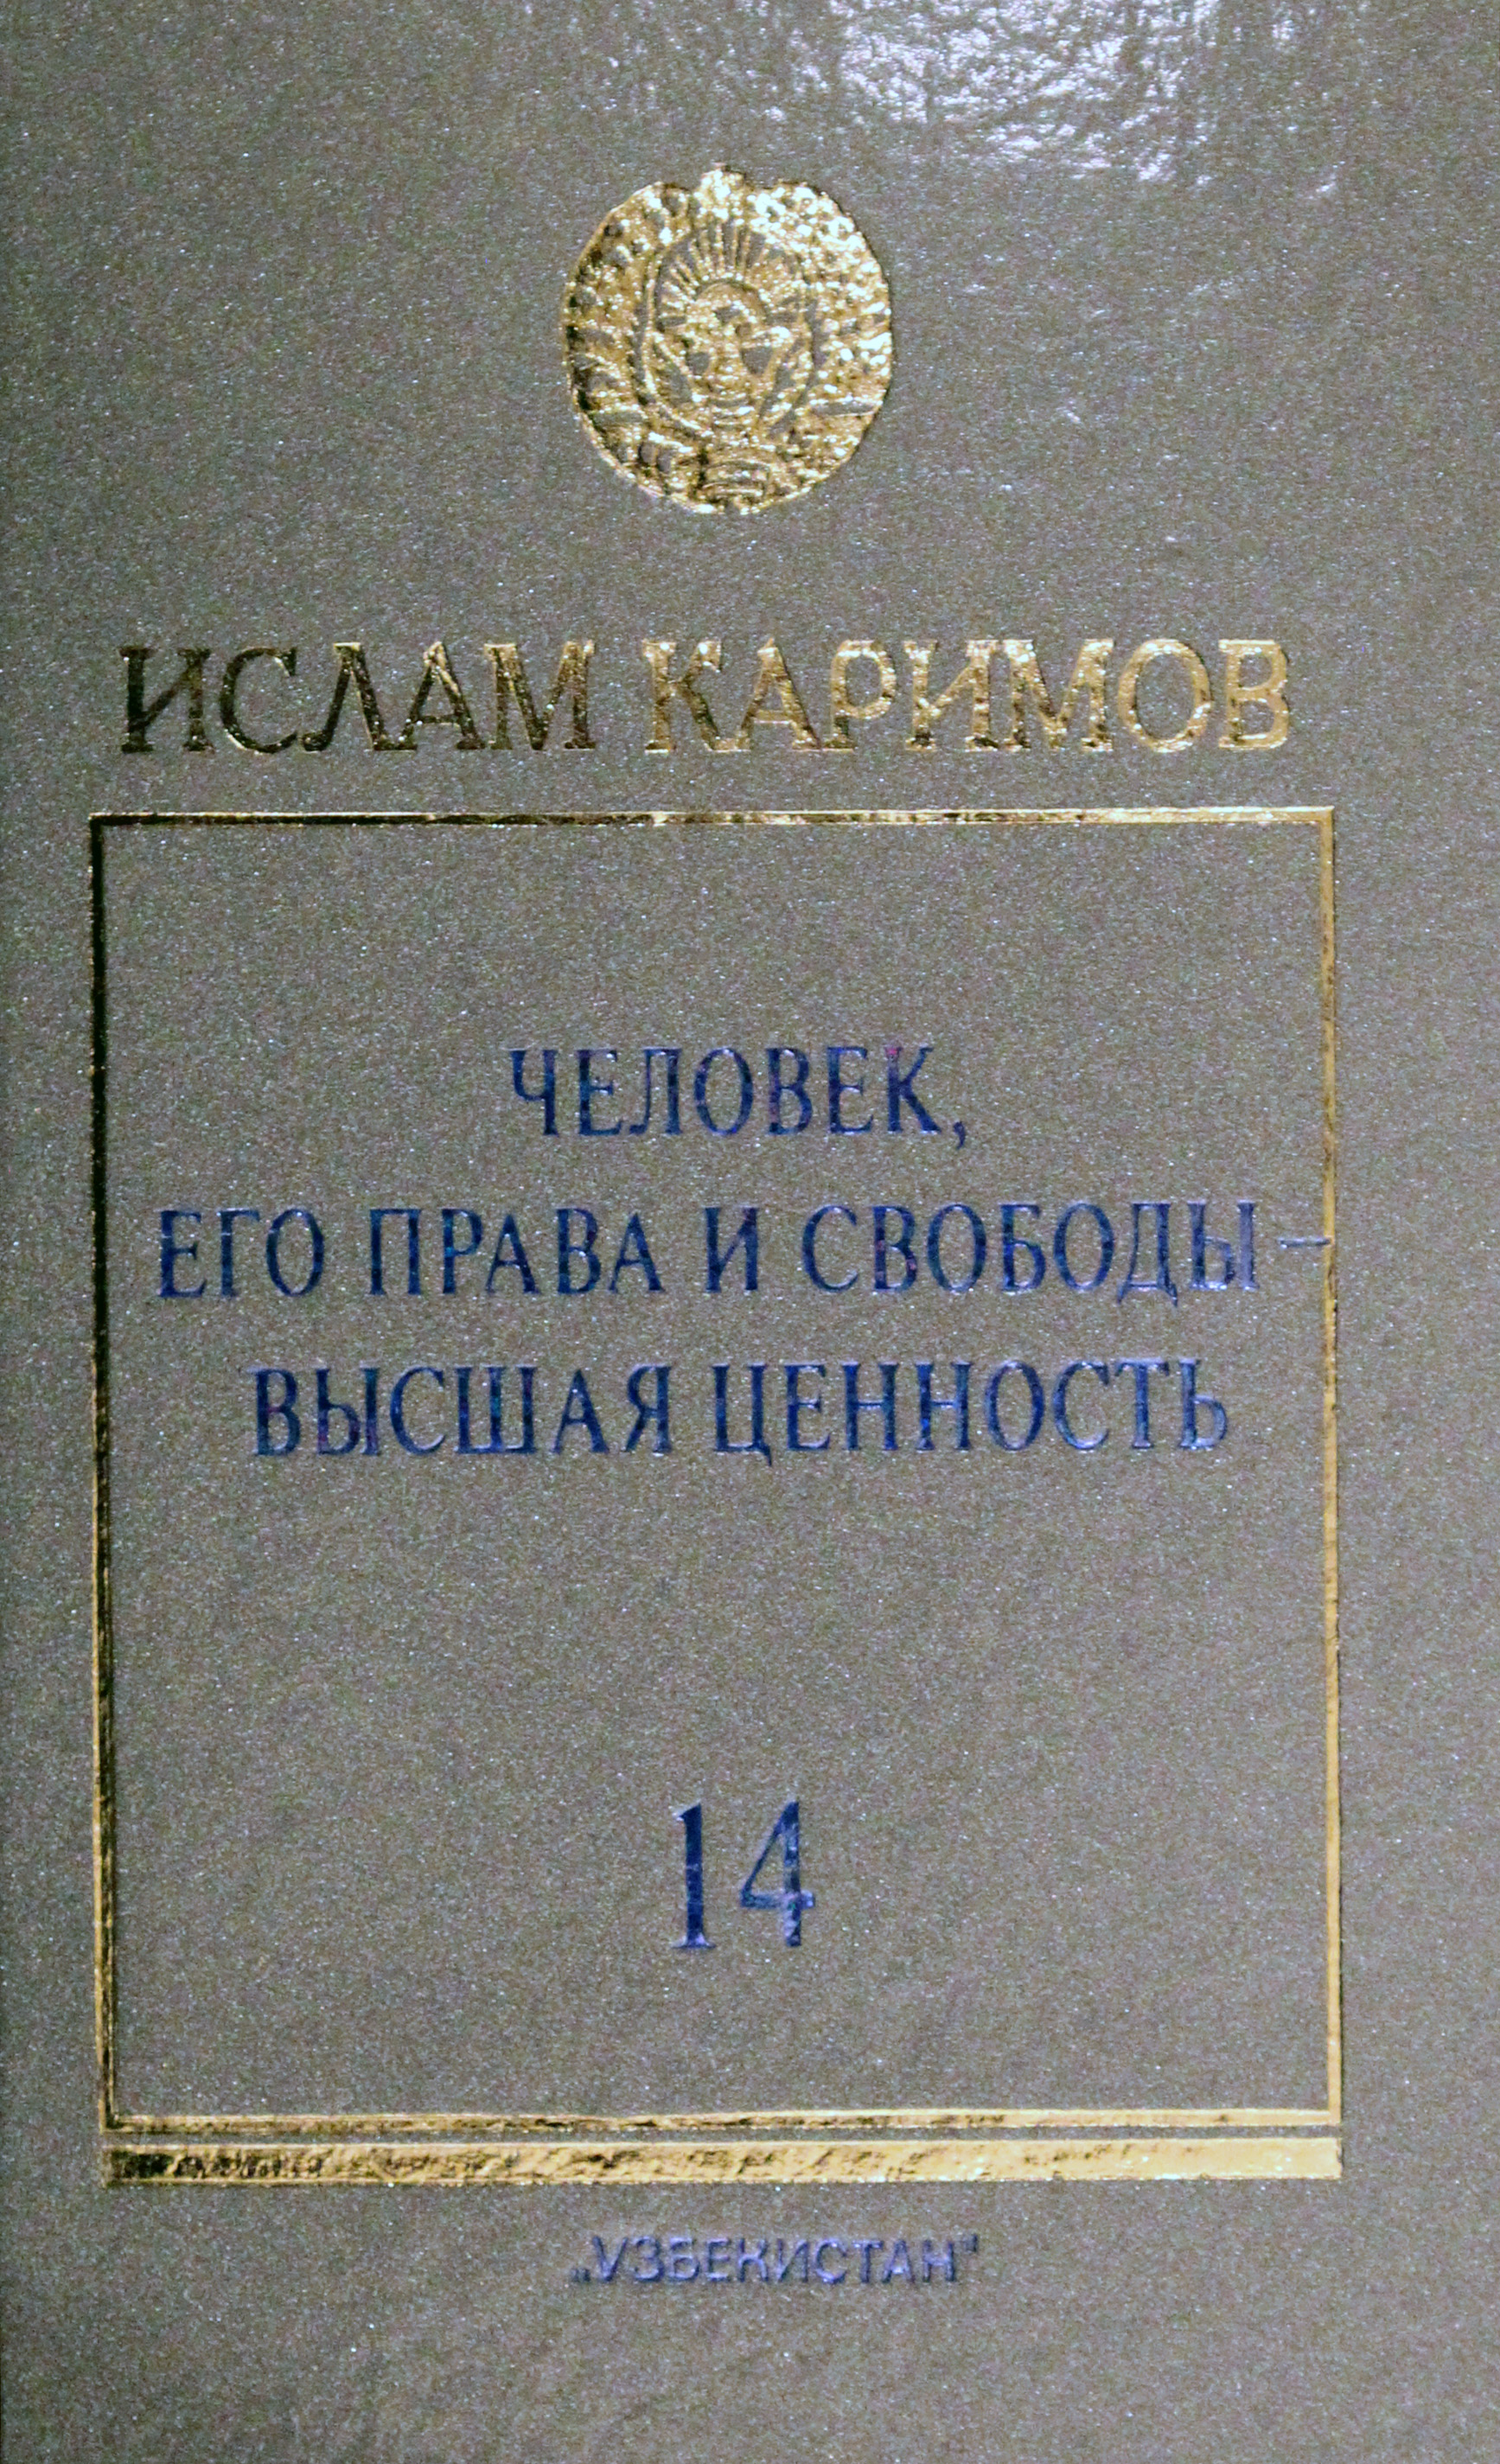 ИСЛАМ КАРИМОВ
ЧЕЛОВЕК,
ЕГО ПРАВА И СВОБОДЫ –
ВЫСШАЯ ЦЕННОСТЬ
14
„УЗБЕКИСТАН"